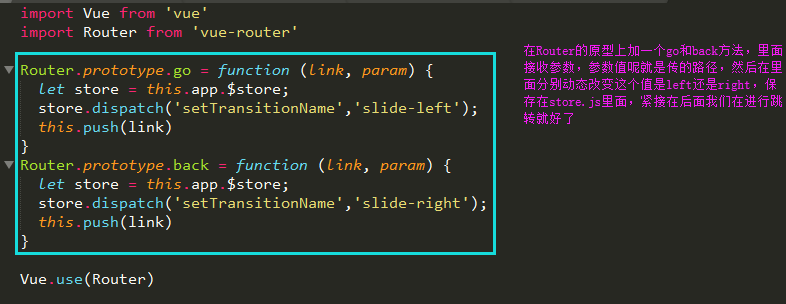 import Vue from 'vue'
import Router from 'vue-router'
Router.prototype.go = function (link, param) {
let store = this.app.$store;
store.dispatch('setTransitionName','slide-left');
this.push(link)
}
Router.prototype.back = function (link, param) {
let store = this.app.$store;
store.dispatch('setTransitionName','slide-right');
this.push(link)
}
Vue.use(Router)
在Router的原型上加一个go和back方法，里面
接收参数，参数值呢就是传的路径，然后在里
面分别动态改变这个值是left还是right，保
存在store.js里面，紧接在后面我们在进行跳
转就好了